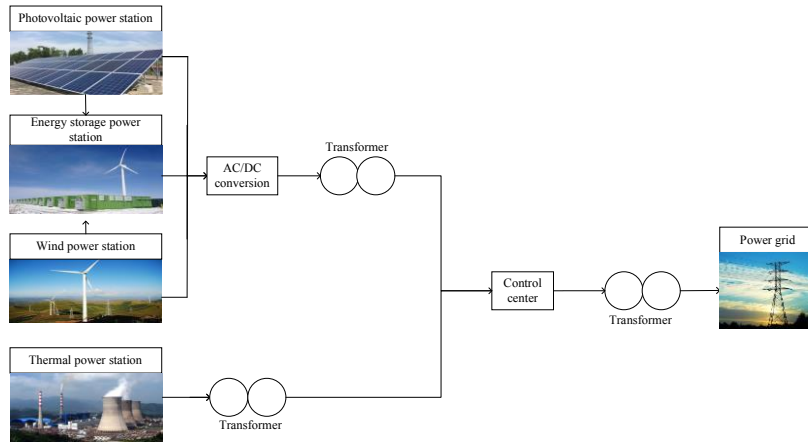 Photovoltaic power station
Energy storage power
station
Wind power station
Thermal power station
AC/DC
conversion
Transformer
Transformer
Control
center
Transformer
Power grid